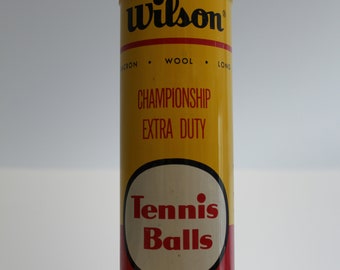 Wilson
WOOL
CHAMPIONSHIP
EXTRA DUTY
Tennis
Balls